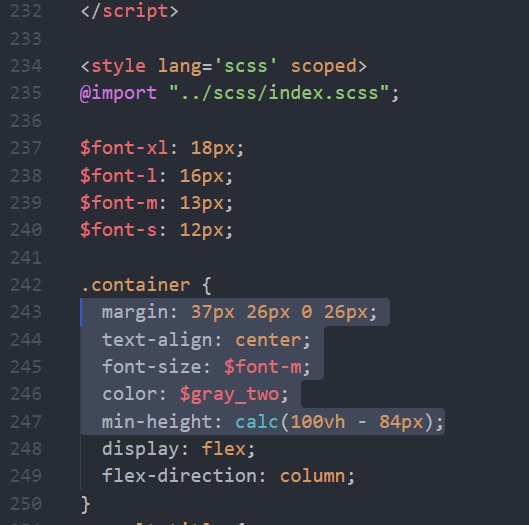 232 </script>
233
234 <style lang='scss' scoped>
235 @import "../scss/index.scss";
236
237 $font-xl: 18px;
238 $font-l: 16px;
239 $font-m: 13px;
240 $font-s: 12px;
241
242 .container {
243 margin: 37px 26px 0 26px;
244 text-align: center;
245 font-size: $font-m;
246 color: $gray_two;
247 min-height: calc(100vh - 84px);
248 display: flex;
249 flex-direction: column;
250 }